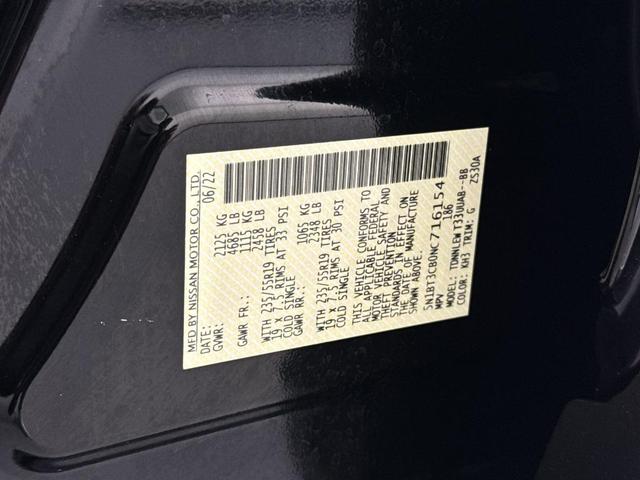 MFD BY NISSAN MOTOR CO., LTD.
DATE: 06/22
GVWR: 2125 KG
4685 LB
GAWR FR.: 1115 KG
2458 LB
WITH 235/55R19 TIRES
19 X 7.5 RIMS AT 33 PSI
COLD SINGLE
GAWR RR.: 1065 KG
2348 LB
WITH 235/55R19 TIRES
19 X 7.5 RIMS AT 30 PSI
COLD SINGLE
THIS VEHICLE CONFORMS TO
ALL APPLICABLE FEDERAL
MOTOR VEHICLE SAFETY AND
THEFT PREVENTION
STANDARDS IN EFFECT ON
DATE OF MANUFACTURE
SHOWN ABOVE.
5N1BT3CB0NC716154
MPV 186
MODEL: TDNNLEW T33UUAB--BB
COLOR: KH3 TRIM: G ZS30A